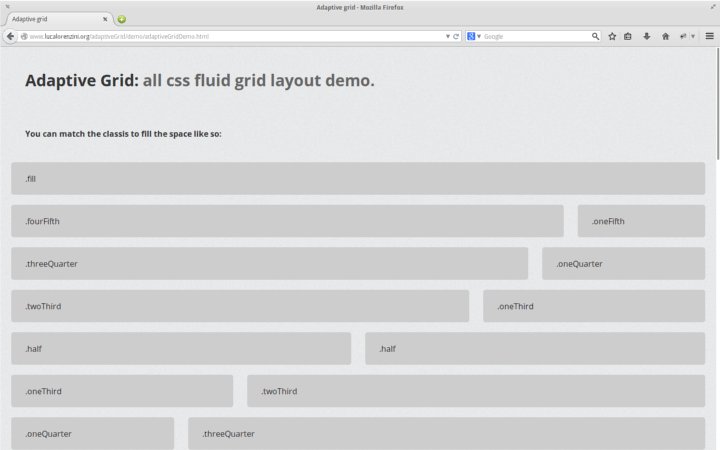 Adaptive grid - Mozilla Firefox
Adaptive grid
www.lucalorenzini.org/adaptiveGrid/demo/adaptiveGridDemo.html
Google
Adaptive Grid: all css fluid grid layout demo.
You can match the classis to fill the space like so:
.fill
.fourFifth .oneFifth
.threeQuarter .oneQuarter
.twoThird .oneThird
.half .half
.oneThird .twoThird
.oneQuarter .threeQuarter